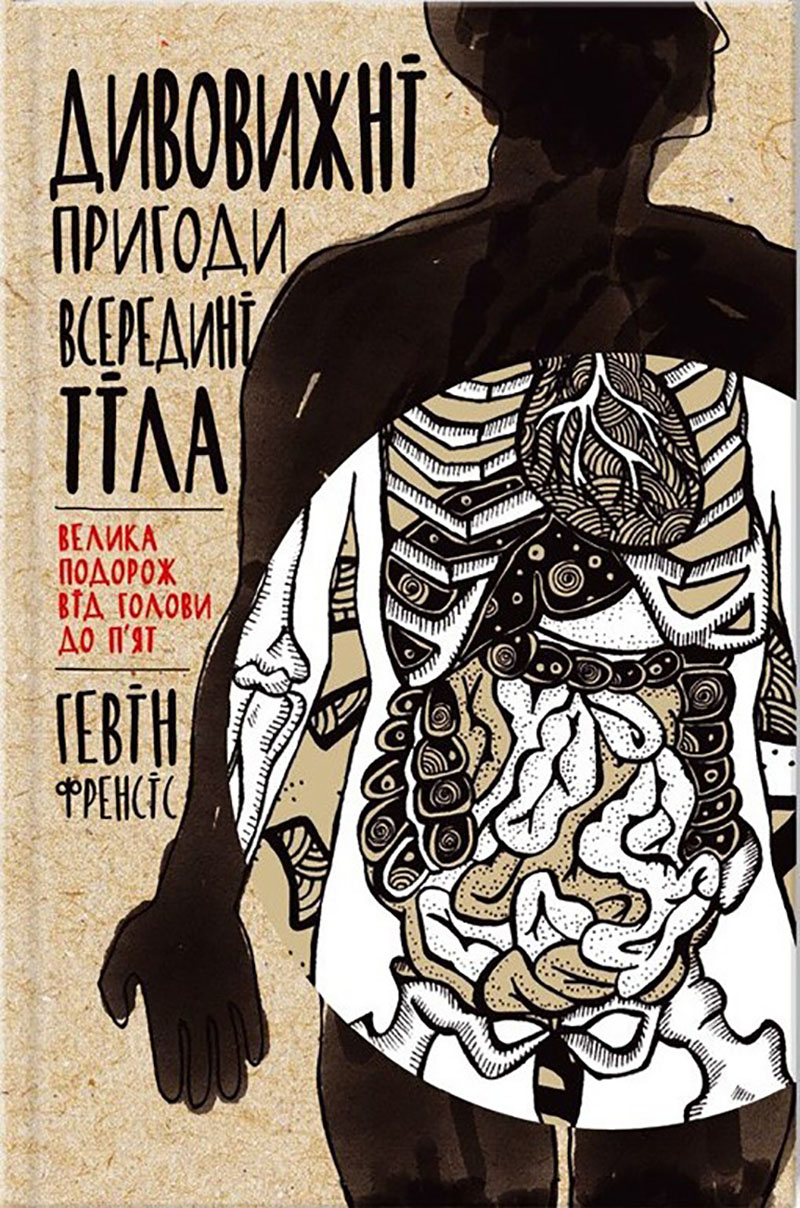 ДИВОВИЖНІ
ПРИГОДИ
ВСЕРЕДИНІ
ТІЛА
ВЕЛИКА
ПОДОРОЖ
ВІД ГОЛОВИ
ДО П'ЯТ
ГЕВІН
ФРЕНСІС